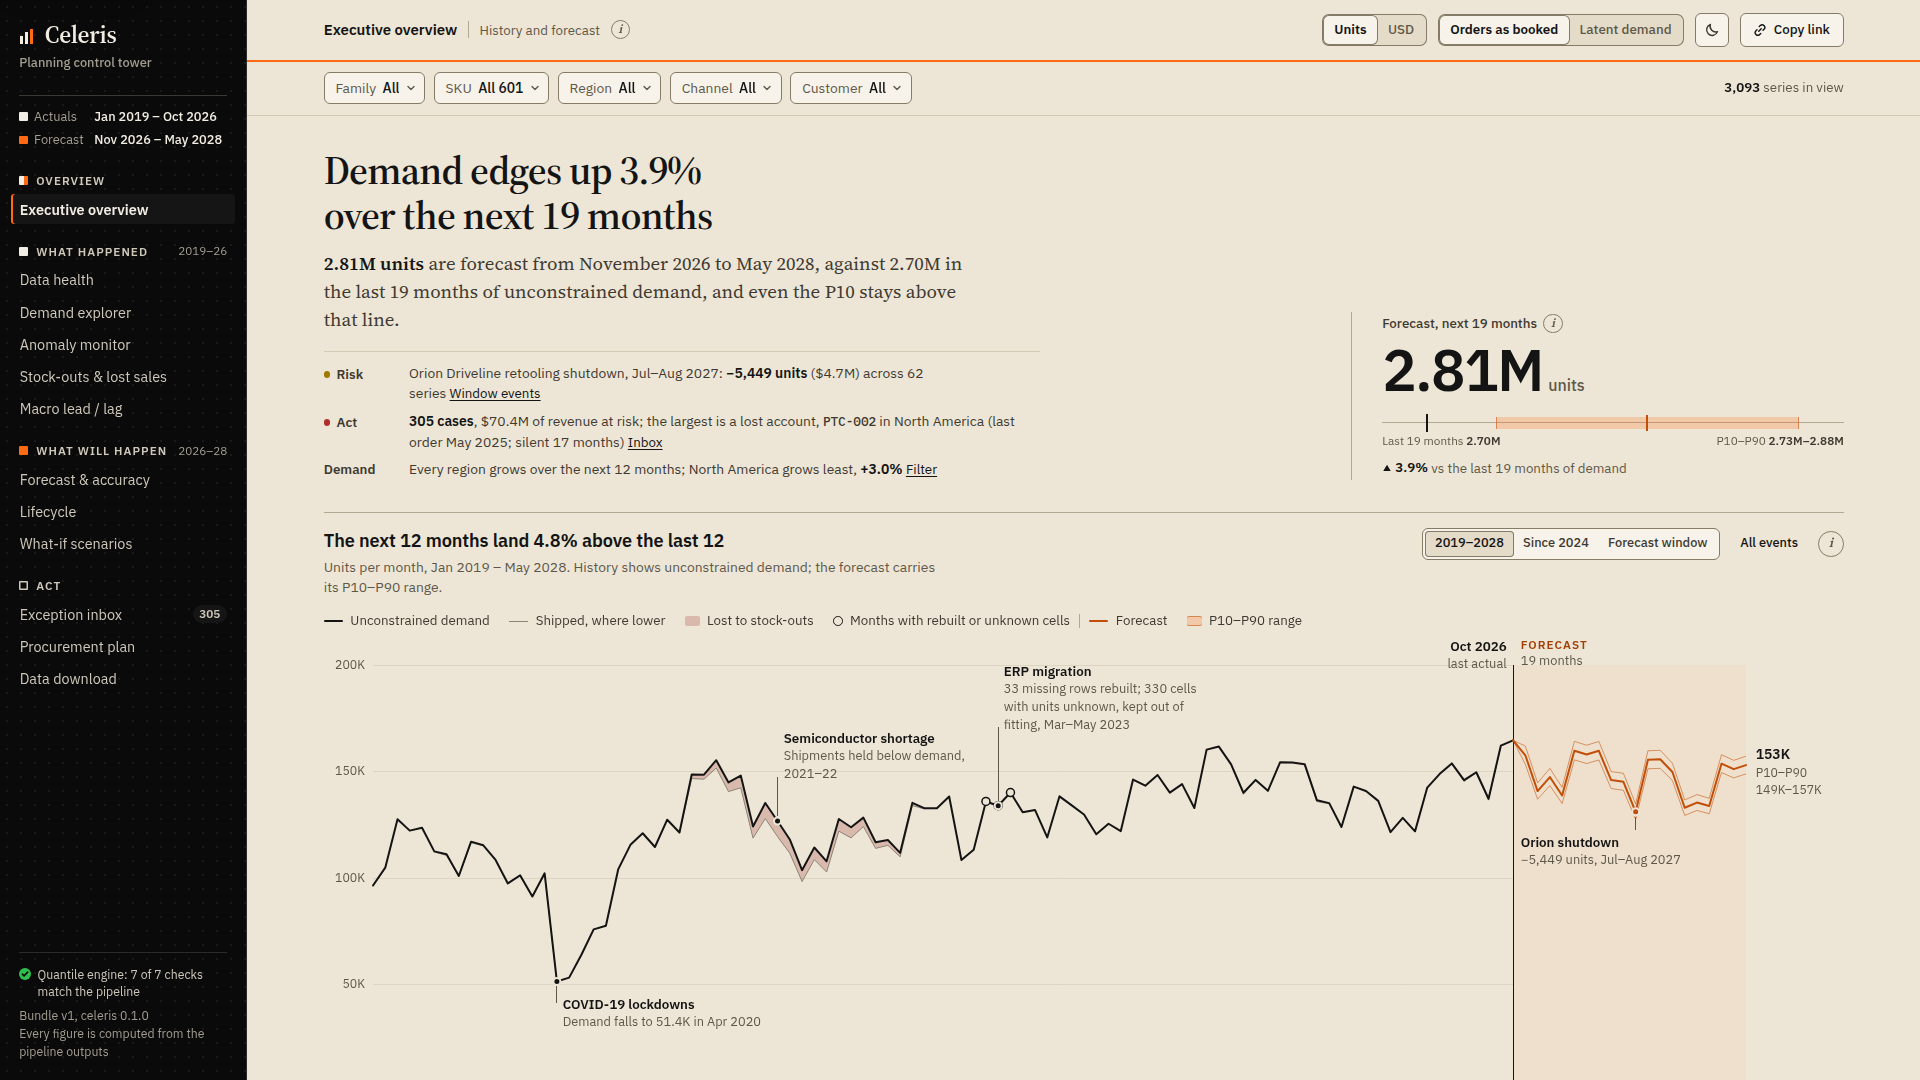 Celeris
Planning control tower
Actuals Jan 2019 – Oct 2026
Forecast Nov 2026 – May 2028
OVERVIEW
Executive overview
WHAT HAPPENED 2019–26
Data health
Demand explorer
Anomaly monitor
Stock-outs & lost sales
Macro lead / lag
WHAT WILL HAPPEN 2026–28
Forecast & accuracy
Lifecycle
What-if scenarios
ACT
Exception inbox 305
Procurement plan
Data download
Quantile engine: 7 of 7 checks
match the pipeline
Bundle v1, celeris 0.1.0
Every figure is computed from the
pipeline outputs
Executive overview History and forecast i
Units USD Orders as booked Latent demand Copy link
Family All SKU All 601 Region All Channel All Customer All
3,093 series in view
Demand edges up 3.9%
over the next 19 months
2.81M units are forecast from November 2026 to May 2028, against 2.70M in
the last 19 months of unconstrained demand, and even the P10 stays above
that line.
Risk Orion Driveline retooling shutdown, Jul–Aug 2027: −5,449 units ($4.7M) across 62
series Window events
Act 305 cases, $70.4M of revenue at risk; the largest is a lost account, PTC-002 in North America (last
order May 2025; silent 17 months) Inbox
Demand Every region grows over the next 12 months; North America grows least, +3.0% Filter
Forecast, next 19 months i
2.81M units
Last 19 months 2.70M P10–P90 2.73M–2.88M
▲ 3.9% vs the last 19 months of demand
The next 12 months land 4.8% above the last 12
Units per month, Jan 2019 – May 2028. History shows unconstrained demand; the forecast carries
its P10–P90 range.
2019–2028 Since 2024 Forecast window All events i
Unconstrained demand Shipped, where lower Lost to stock-outs Months with rebuilt or unknown cells Forecast P10–P90 range
200K
150K
100K
50K
ERP migration
33 missing rows rebuilt; 330 cells
with units unknown, kept out of
fitting, Mar–May 2023
Semiconductor shortage
Shipments held below demand,
2021–22
COVID-19 lockdowns
Demand falls to 51.4K in Apr 2020
Oct 2026
last actual
FORECAST
19 months
153K
P10–P90
149K–157K
Orion shutdown
−5,449 units, Jul–Aug 2027